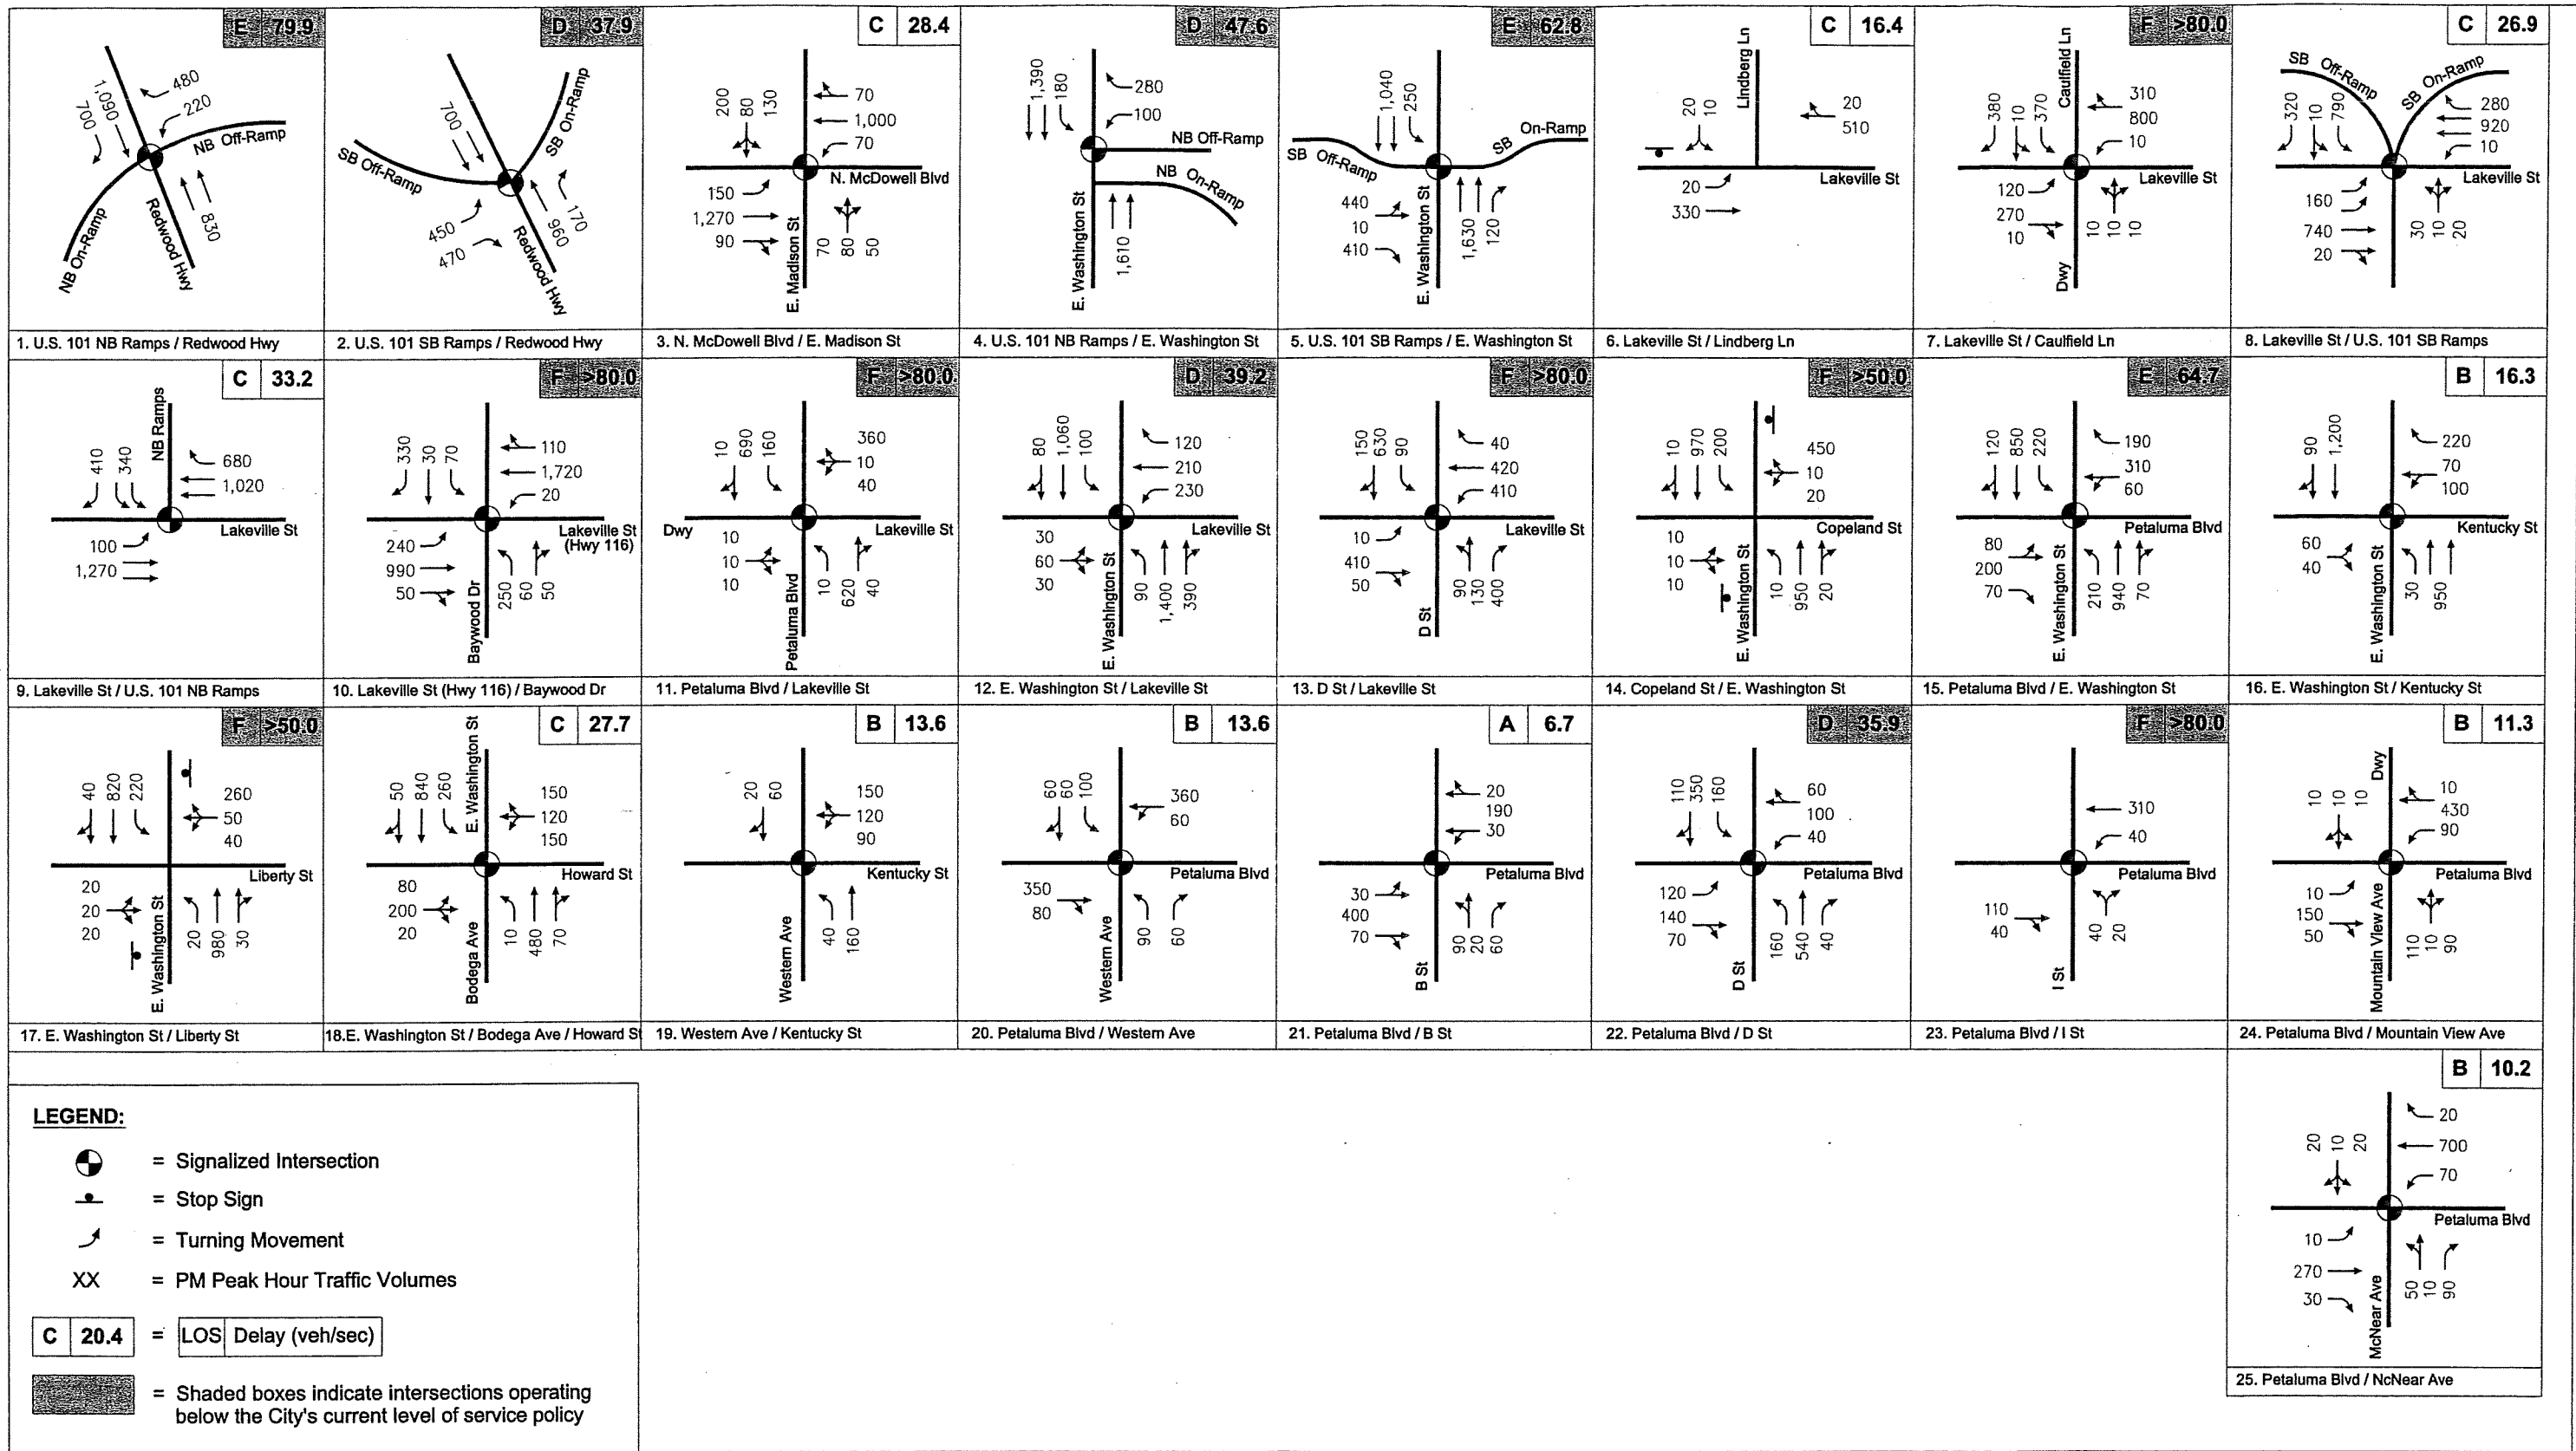 E 79.9
1,090
700
480
220
NB Off-Ramp
NB On-Ramp
Redwood Hwy
830
1. U.S. 101 NB Ramps / Redwood Hwy
D 37.9
700
SB On-Ramp
SB Off-Ramp
450
470
960
170
Redwood Hwy
2. U.S. 101 SB Ramps / Redwood Hwy
C 28.4
200 80 130
70
1,000
70
N. McDowell Blvd
150
1,270
90
E. Madison St
70 80 50
3. N. McDowell Blvd / E. Madison St
D 47.6
1,390 180
280
100
NB Off-Ramp
NB On-Ramp
E. Washington St
1,610
4. U.S. 101 NB Ramps / E. Washington St
E 62.8
1,040 250
SB On-Ramp
SB Off-Ramp
440
10
410
E. Washington St
1,630 120
5. U.S. 101 SB Ramps / E. Washington St
C 16.4
Lindberg Ln
20 10
20
510
Lakeville St
20
330
6. Lakeville St / Lindberg Ln
F >80.0
Caulfield Ln
380 10 370
310
800
10
Lakeville St
120
270
10
Dwy
10 10 10
7. Lakeville St / Caulfield Ln
C 26.9
SB Off-Ramp
SB On-Ramp
320 10 790
280
920
10
Lakeville St
160
740
20
30 10 20
8. Lakeville St / U.S. 101 SB Ramps
C 33.2
NB Ramps
410 340
680
1,020
Lakeville St
100
1,270
9. Lakeville St / U.S. 101 NB Ramps
F >80.0
330 30 70
110
1,720
20
Lakeville St
(Hwy 116)
240
990
50
Baywood Dr
250 60 50
10. Lakeville St (Hwy 116) / Baywood Dr
F >80.0
10 690 160
360
10
40
Dwy
Lakeville St
10
10
10
Petaluma Blvd
10 620 40
11. Petaluma Blvd / Lakeville St
D 39.2
80 1,060 100
120
210
230
Lakeville St
30
60
30
E. Washington St
90 1,400 390
12. E. Washington St / Lakeville St
F >80.0
150 630 90
40
420
410
Lakeville St
10
410
50
D St
90 130 400
13. D St / Lakeville St
F >50.0
10 970 200
450
10
20
Copeland St
10
10
10
E. Washington St
10 950 20
14. Copeland St / E. Washington St
E 64.7
120 850 220
190
310
60
Petaluma Blvd
80
200
70
E. Washington St
210 940 70
15. Petaluma Blvd / E. Washington St
B 16.3
90 1,200
220
70
100
Kentucky St
60
40
E. Washington St
30 950
16. E. Washington St / Kentucky St
F >50.0
40 820 220
260
50
40
Liberty St
20
20
20
E. Washington St
20 980 30
17. E. Washington St / Liberty St
C 27.7
E. Washington St
50 840 260
150
120
150
Howard St
80
200
20
Bodega Ave
10 480 70
18.E. Washington St / Bodega Ave / Howard St
B 13.6
20 60
150
120
90
Kentucky St
Western Ave
40 160
19. Western Ave / Kentucky St
B 13.6
60 60 100
360
60
Petaluma Blvd
350
80
Western Ave
90 60
20. Petaluma Blvd / Western Ave
A 6.7
20
190
30
Petaluma Blvd
30
400
70
B St
90 20 60
21. Petaluma Blvd / B St
D 35.9
110 350 160
60
100
40
Petaluma Blvd
120
140
70
D St
160 540 40
22. Petaluma Blvd / D St
F >80.0
310
40
Petaluma Blvd
110
40
I St
40 20
23. Petaluma Blvd / I St
B 11.3
Dwy
10 10 10
10
430
90
Petaluma Blvd
10
150
50
Mountain View Ave
110 10 90
24. Petaluma Blvd / Mountain View Ave
B 10.2
20 10 20
20
700
70
Petaluma Blvd
10
270
30
McNear Ave
50 10 90
25. Petaluma Blvd / NcNear Ave
LEGEND:
= Signalized Intersection
= Stop Sign
= Turning Movement
XX = PM Peak Hour Traffic Volumes
C 20.4 = LOS Delay (veh/sec)
= Shaded boxes indicate intersections operating
below the City's current level of service policy